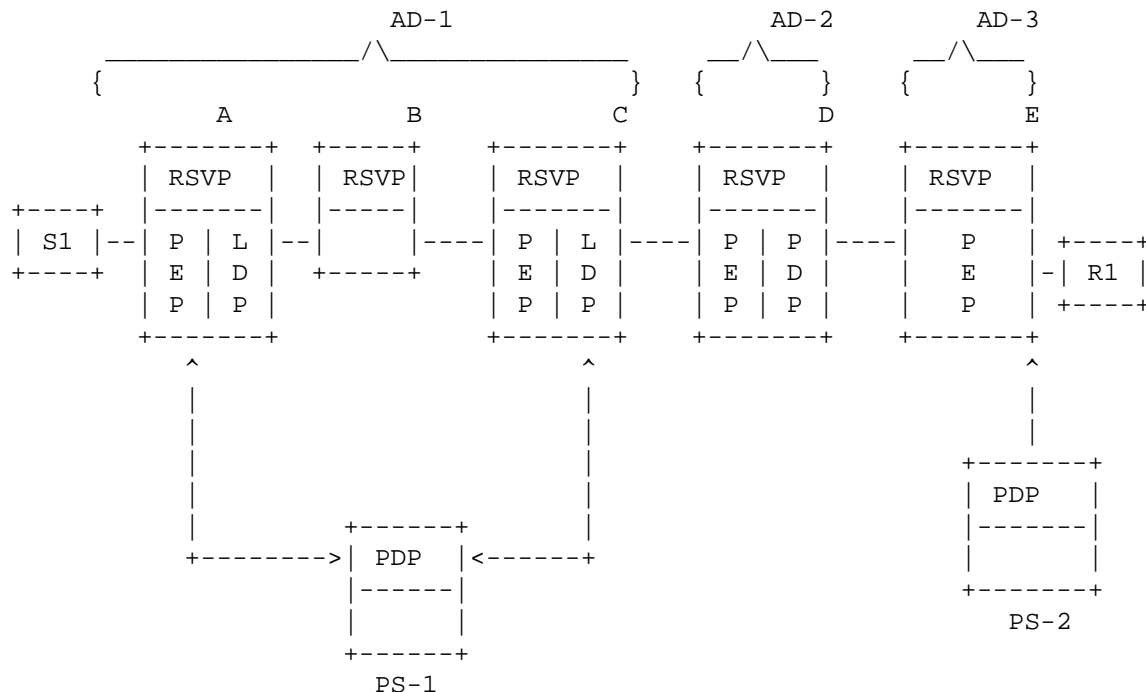 AD-1 AD-2 AD-3
A B C D E
RSVP RSVP RSVP RSVP RSVP
S1 P L P L P P P
E D E D E D E R1
P P P P P P P
PDP
PDP
PS-2
PS-1